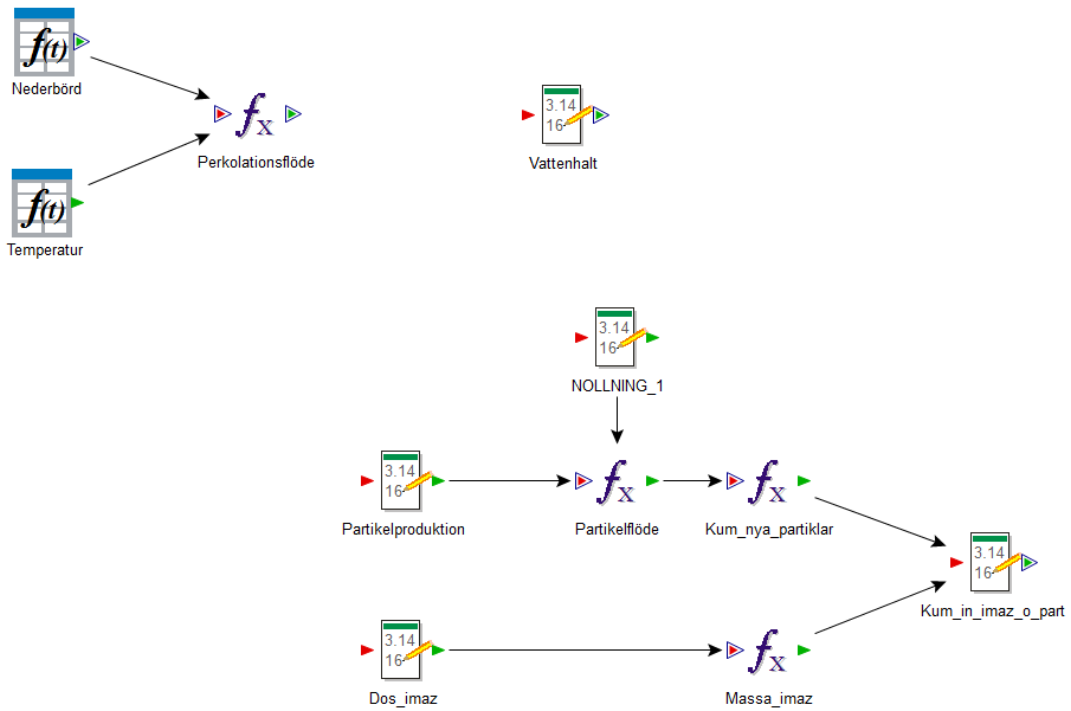 f(t)
Nederbörd
fx
Perkolationsflöde
3.14
16
Vattenhalt
f(t)
Temperatur
3.14
16
NOLLNING_1
3.14
16
Partikelproduktion
fx
Partikelflöde
fx
Kum_nya_partiklar
3.14
16
Kum_in_imaz_o_part
3.14
16
Dos_imaz
fx
Massa_imaz